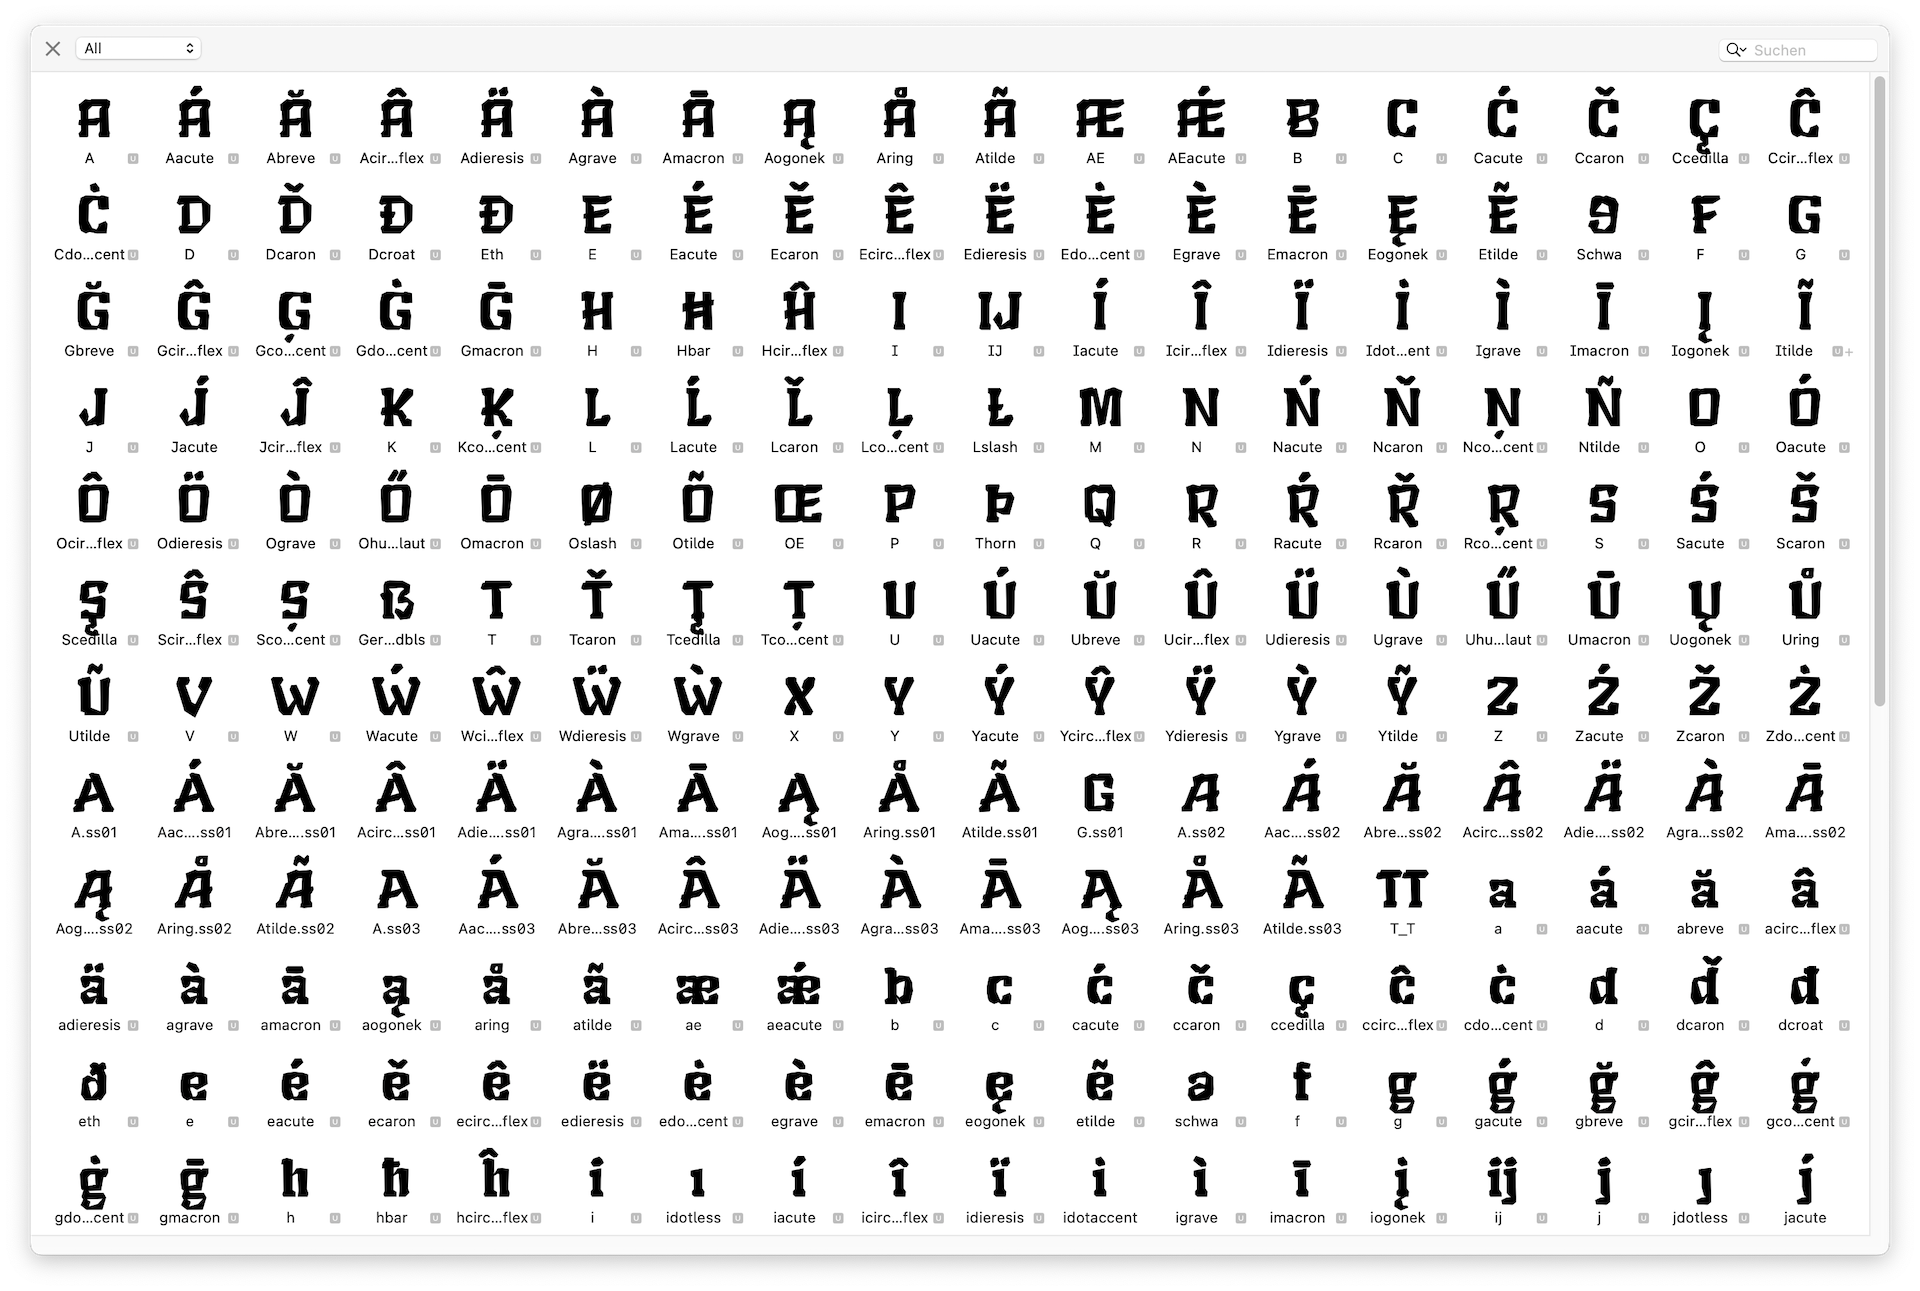 All Suchen
A Á Ă Â Ä À Ā Ą Å Ã Æ Ǽ B C Ć Č Ç Ĉ
A Aacute Abreve Acir...flex Adieresis Agrave Amacron Aogonek Aring Atilde AE AEacute B C Cacute Ccaron Ccedilla Ccir...flex
Ċ D Ď Đ Ð E É Ě Ê Ë Ė È Ē Ę Ẽ Ə F G
Cdo...cent D Dcaron Dcroat Eth E Eacute Ecaron Ecirc...flex Edieresis Edo...cent Egrave Emacron Eogonek Etilde Schwa F G
Ğ Ĝ Ģ Ġ Ḡ H Ħ Ĥ I IJ Í Î Ï İ Ì Ī Į Ĩ
Gbreve Gcir...flex Gco...cent Gdo...cent Gmacron H Hbar Hcir...flex I IJ Iacute Icir...flex Idieresis Idot...ent Igrave Imacron Iogonek Itilde
J J́ Ĵ K Ķ L Ĺ Ľ Ļ Ł M N Ń Ň Ņ Ñ O Ó
J Jacute Jcir...flex K Kco...cent L Lacute Lcaron Lco...cent Lslash M N Nacute Ncaron Nco...cent Ntilde O Oacute
Ô Ö Ò Ő Ō Ø Õ Œ P Þ Q R Ŕ Ř Ŗ S Ś Š
Ocir...flex Odieresis Ograve Ohu...laut Omacron Oslash Otilde OE P Thorn Q R Racute Rcaron Rco...cent S Sacute Scaron
Ş Ŝ Ș ẞ T Ť Ţ Ț U Ú Ŭ Û Ü Ù Ű Ū Ų Ů
Scedilla Scir...flex Sco...cent Ger...dbls T Tcaron Tcedilla Tco...cent U Uacute Ubreve Ucir...flex Udieresis Ugrave Uhu...laut Umacron Uogonek Uring
Ũ V W Ẃ Ŵ Ẅ Ẁ X Y Ý Ŷ Ÿ Ỳ Ỹ Z Ź Ž Ż
Utilde V W Wacute Wci...flex Wdieresis Wgrave X Y Yacute Ycirc...flex Ydieresis Ygrave Ytilde Z Zacute Zcaron Zdo...cent
A Á Ă Â Ä À Ā Ą Å Ã G A Á Ă Â Ä À Ā
A.ss01 Aac....ss01 Abre...ss01 Acirc...ss01 Adie....ss01 Agra....ss01 Ama....ss01 Aog....ss01 Aring.ss01 Atilde.ss01 G.ss01 A.ss02 Aac....ss02 Abre...ss02 Acirc...ss02 Adie....ss02 Agra...ss02 Ama....ss02
Ą Å Ã A Á Ă Â Ä À Ā Ą Å Ã TT a á ă â
Aog....ss02 Aring.ss02 Atilde.ss02 A.ss03 Aac....ss03 Abre...ss03 Acirc...ss03 Adie....ss03 Agra...ss03 Ama....ss03 Aog....ss03 Aring.ss03 Atilde.ss03 T_T a aacute abreve acirc...flex
ä à ā ą å ã æ ǽ b c ć č ç ĉ ċ d ď đ
adieresis agrave amacron aogonek aring atilde ae aeacute b c cacute ccaron ccedilla ccirc...flex cdo...cent d dcaron dcroat
ð e é ě ê ë ė è ē ę ẽ ə f g ǵ ğ ĝ ģ
eth e eacute ecaron ecirc...flex edieresis edo...cent egrave emacron eogonek etilde schwa f g gacute gbreve gcir...flex gco...cent
ġ ḡ h ħ ĥ i ı í î ï i ì ī į ij j ȷ j́
gdo...cent gmacron h hbar hcirc...flex i idotless iacute icirc...flex idieresis idotaccent igrave imacron iogonek ij j jdotless jacute